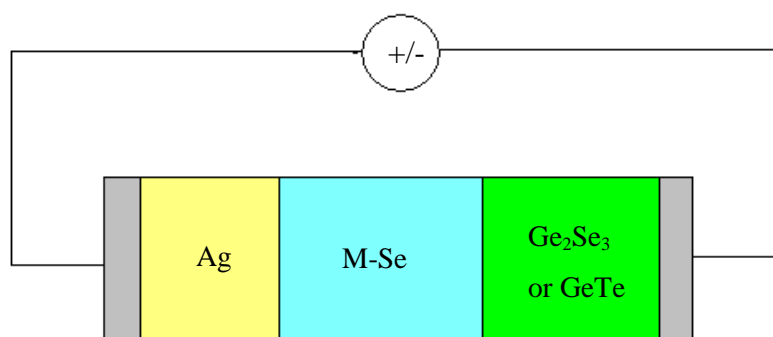 +/-
Ag
M-Se
Ge₂Se₃
or GeTe